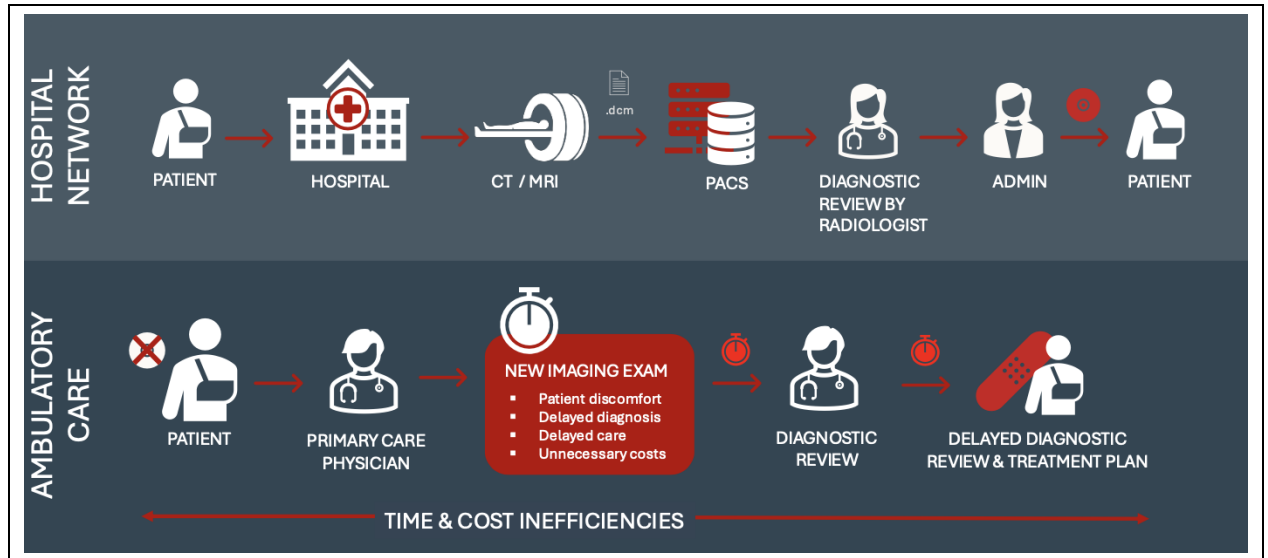 HOSPITAL
NETWORK
.dcm
PATIENT
HOSPITAL
CT / MRI
PACS
DIAGNOSTIC
REVIEW BY
RADIOLOGIST
ADMIN
PATIENT
AMBULATORY
CARE
PATIENT
PRIMARY CARE
PHYSICIAN
NEW IMAGING EXAM
▪ Patient discomfort
▪ Delayed diagnosis
▪ Delayed care
▪ Unnecessary costs
DIAGNOSTIC
REVIEW
DELAYED DIAGNOSTIC
REVIEW & TREATMENT PLAN
TIME & COST INEFFICIENCIES